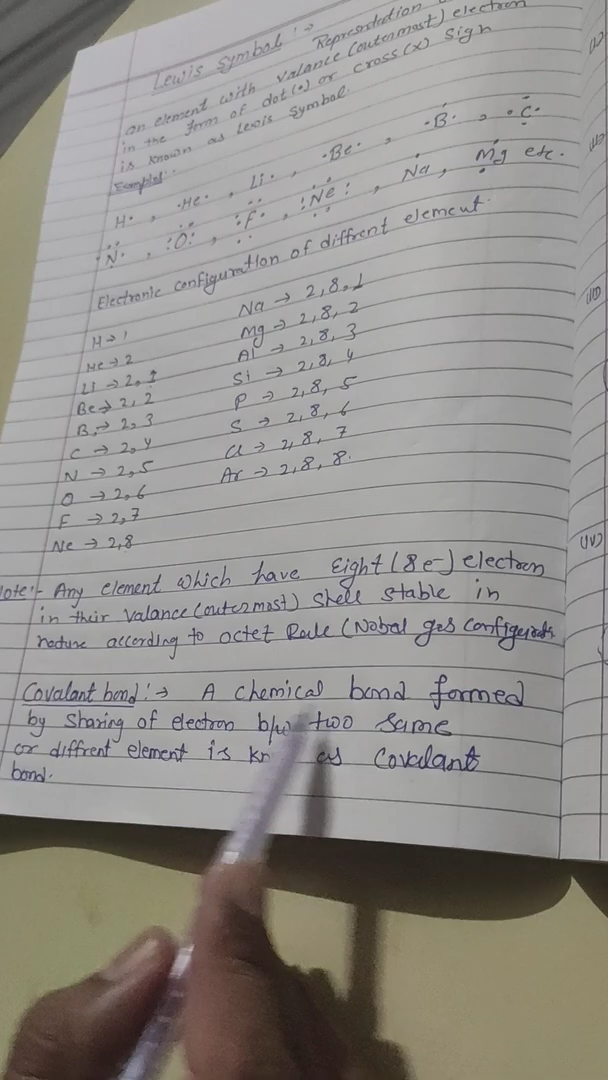 Lewis Symbol :→ Representation
an element with valance (outermost) electron
in the form of dot(•) or cross(x) sign
is known as Lewis Symbol.
Example:
H• , •He• , Li• , •Be• , •B• , •C•
N• , :O: , :F• , :Ne: , Na , Mg etc.
Electronic configuration of diffrent element.
H → 1
He → 2
Li → 2, 1
Be → 2, 2
B → 2, 3
C → 2, 4
N → 2, 5
O → 2, 6
F → 2, 7
Ne → 2, 8
Na → 2, 8, 1
Mg → 2, 8, 2
Al → 2, 8, 3
Si → 2, 8, 4
P → 2, 8, 5
S → 2, 8, 6
Cl → 2, 8, 7
Ar → 2, 8, 8.
Note:- Any element which have Eight (8e-) electron
in their valance (outermost) shell stable in
nature according to octet Rule (Nobal gas
Covalant bond :→ A chemical bond formed
by sharing of electron b/w two same
or diffrent element is as Covalant
bond.
(II)
(III)
(IV)